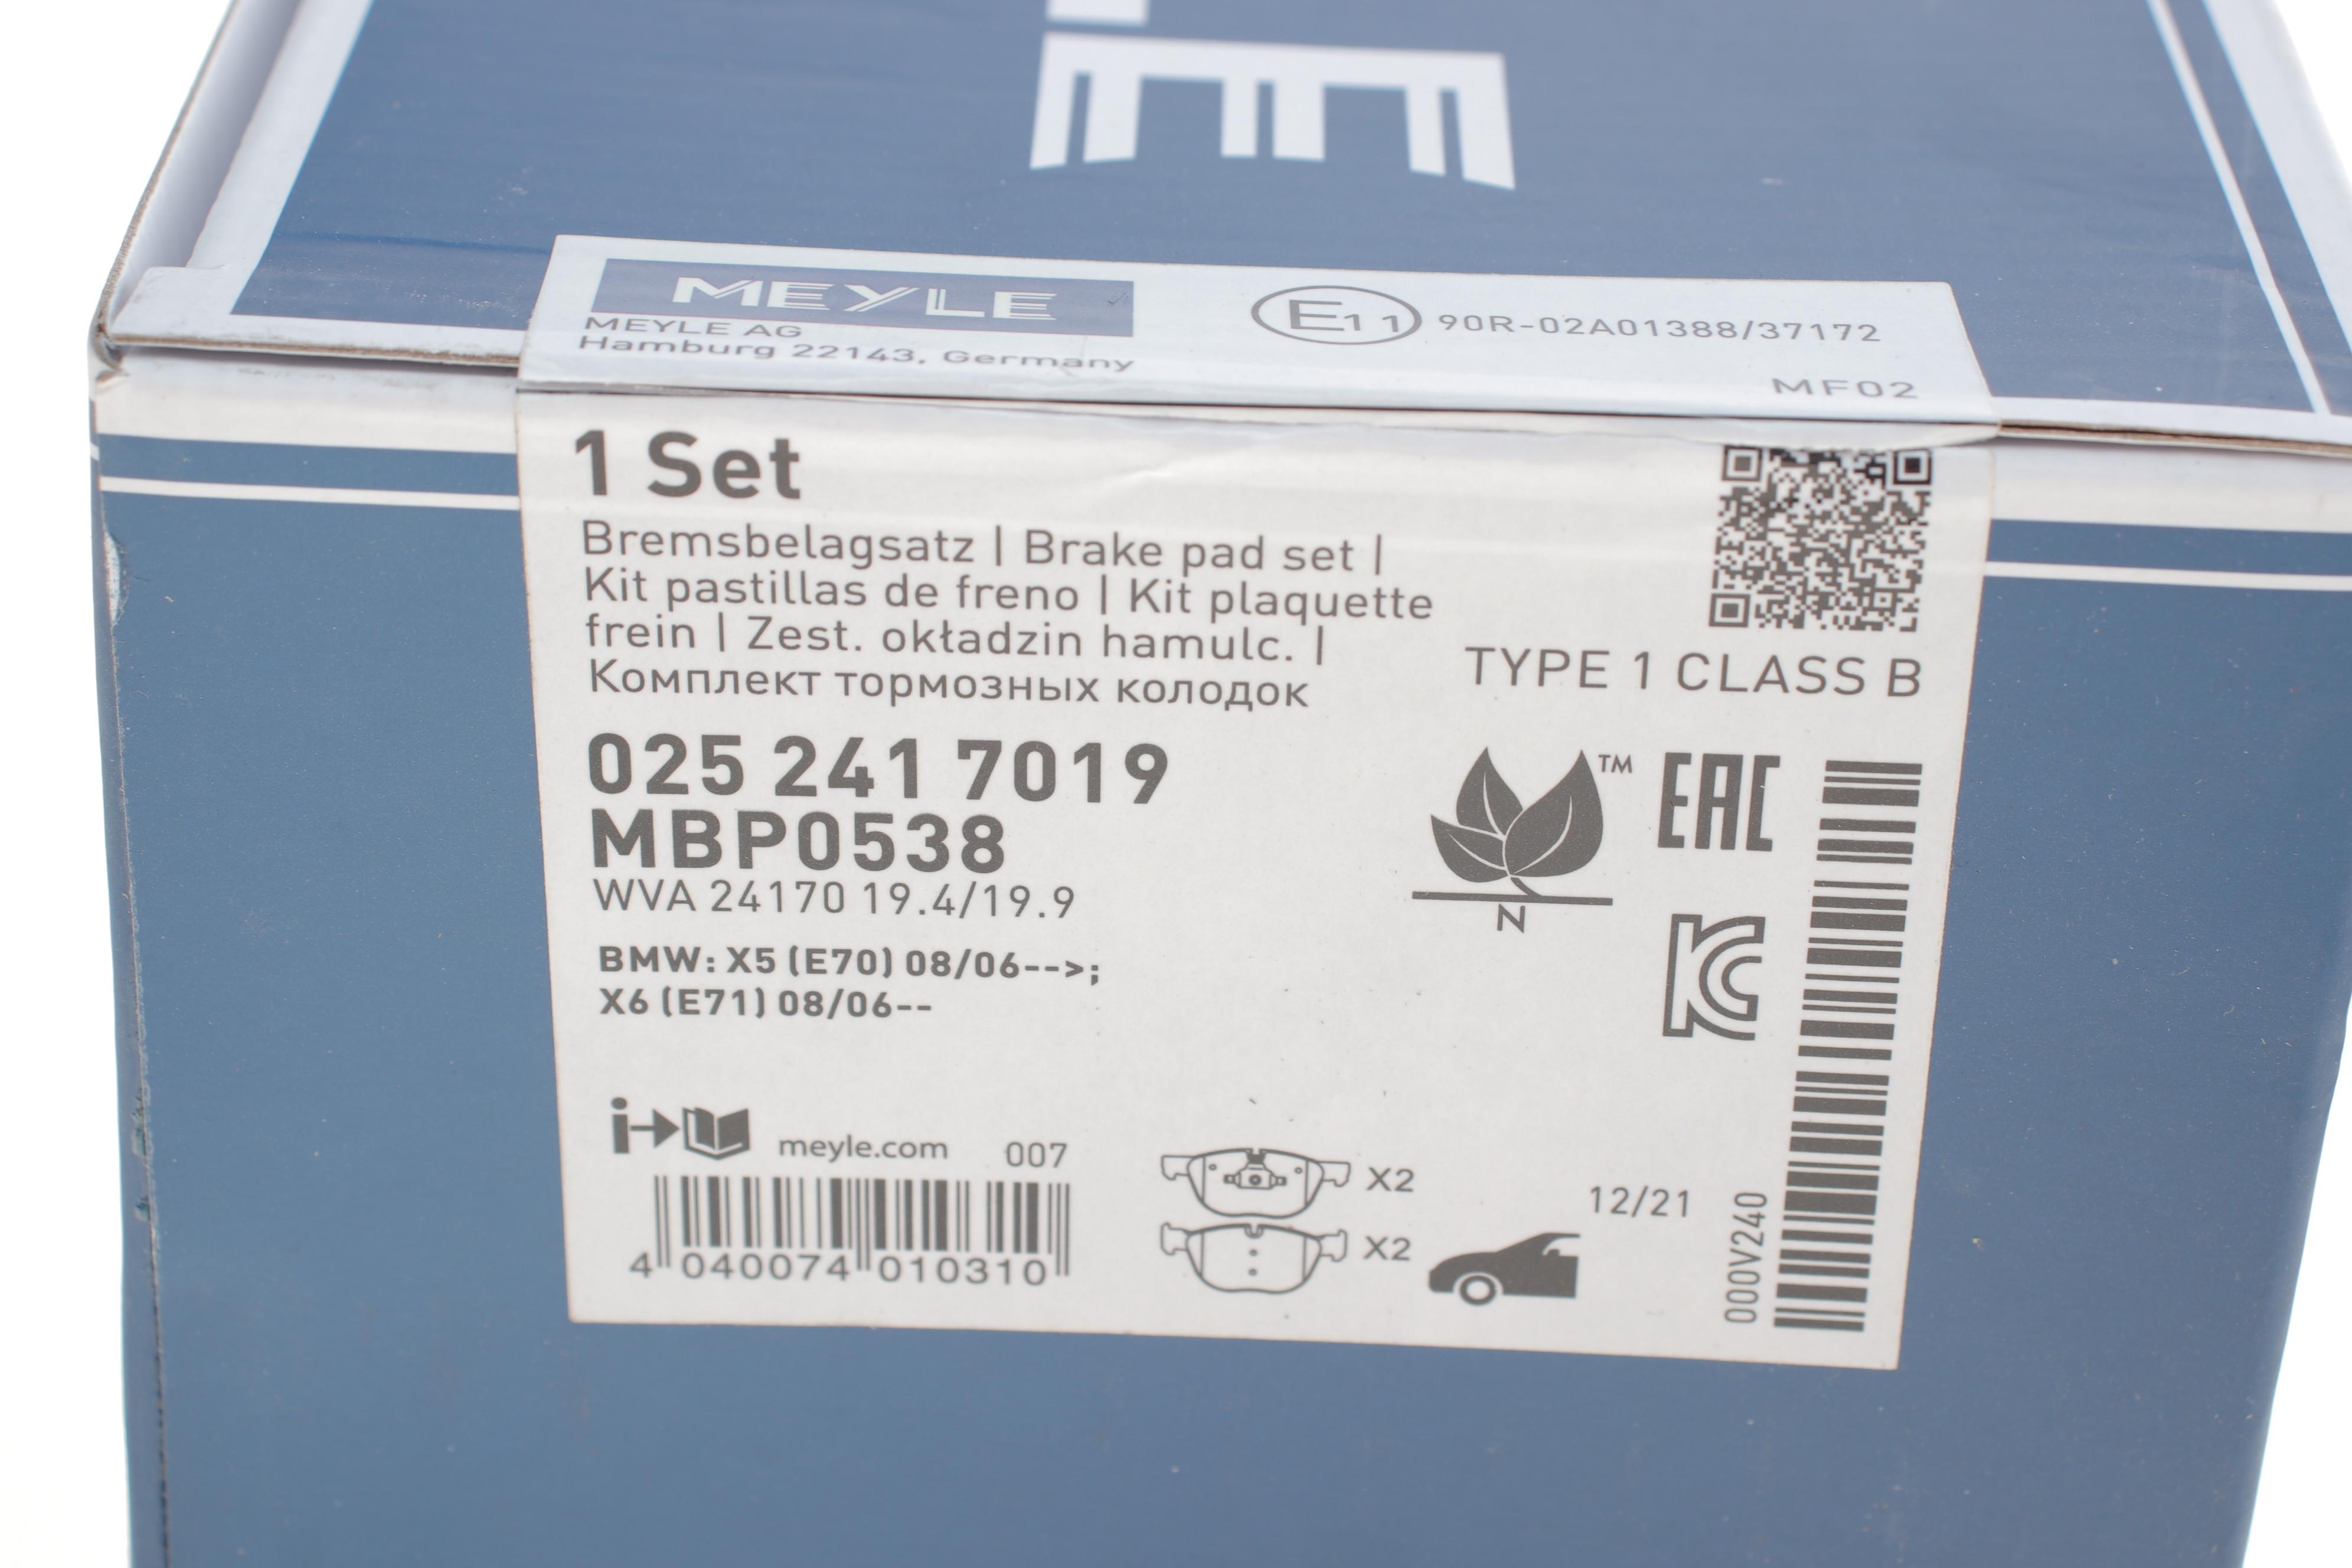 MEYLE
MEYLE AG
Hamburg 22143, Germany
E11 90R-02A01388/37172
MF02
1 Set
Bremsbelagsatz | Brake pad set |
Kit pastillas de freno | Kit plaquette
frein | Zest. okładzin hamulc. |
Комплект тормозных колодок
TYPE 1 CLASS B
025 241 7019
MBP0538
WVA 24170 19.4/19.9
BMW: X5 (E70) 08/06-->;
X6 (E71) 08/06--
TM
N
EAC
KC
i
meyle.com 007
4 040074 010310
X2
X2
12/21
000V240